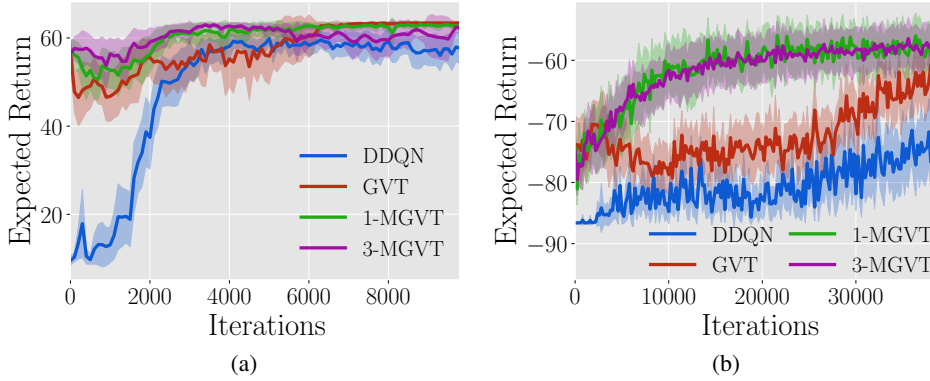 60
40
20
Expected Return
DDQN
GVT
1-MGVT
3-MGVT
0 2000 4000 6000 8000
Iterations
(a)
−60
−70
−80
−90
Expected Return
DDQN 1-MGVT
GVT 3-MGVT
0 10000 20000 30000
Iterations
(b)